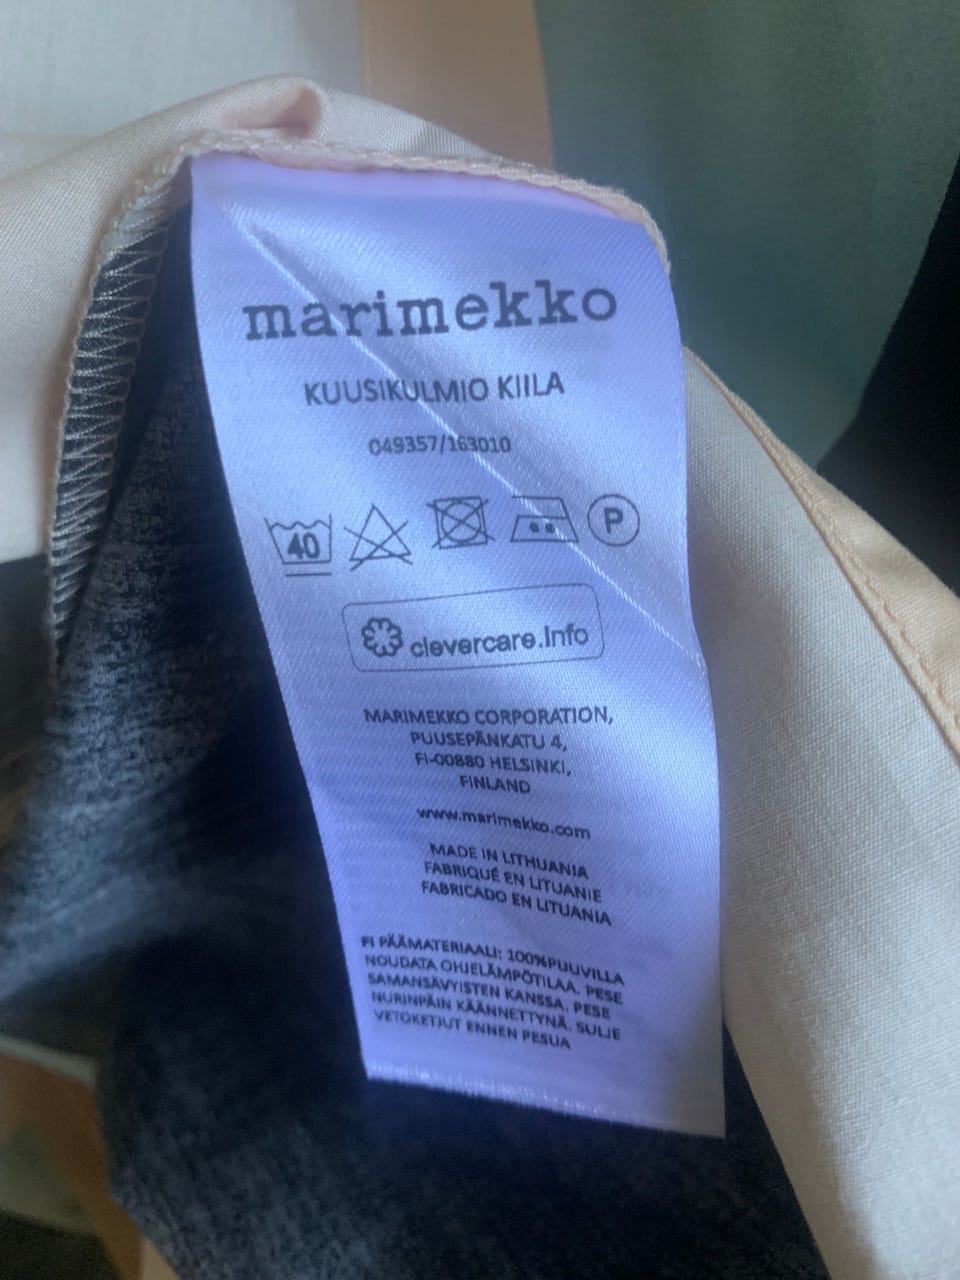 marimekko
KUUSIKULMIO KIILA
049357/163010
40 P
clevercare.info
MARIMEKKO CORPORATION,
PUUSEPÄNKATU 4,
FI-00880 HELSINKI,
FINLAND
www.marimekko.com
MADE IN LITHUANIA
FABRIQUÉ EN LITUANIE
FABRICADO EN LITUANIA
FI PÄÄMATERIAALI: 100%PUUVILLA
NOUDATA OHJELÄMPÖTILAA. PESE
SAMANSÄVYISTEN KANSSA. PESE
NURINPÄIN KÄÄNNETTYNÄ. SULJE
VETOKETJUT ENNEN PESUA